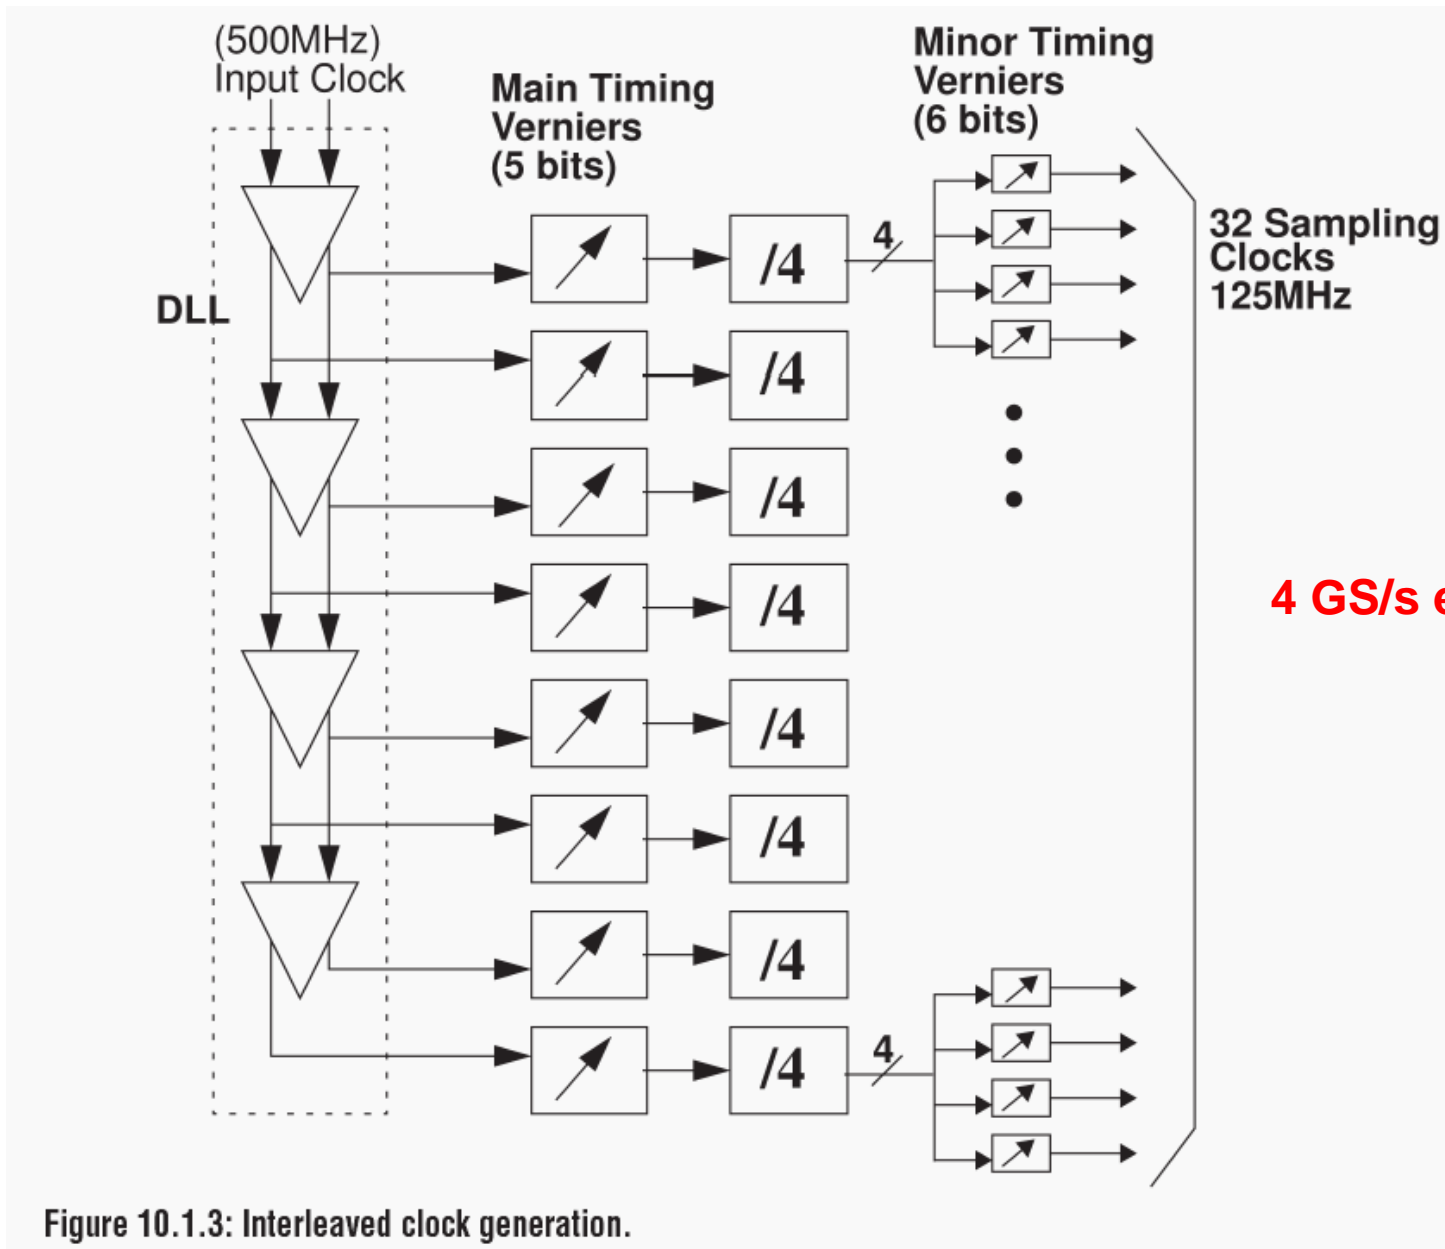 (500MHz)
Input Clock
Main Timing
Verniers
(5 bits)
Minor Timing
Verniers
(6 bits)
32 Sampling
Clocks
125MHz
DLL
/4
4
/4
/4
/4
/4
/4
/4
/4
4
4 GS/s e
Figure 10.1.3: Interleaved clock generation.